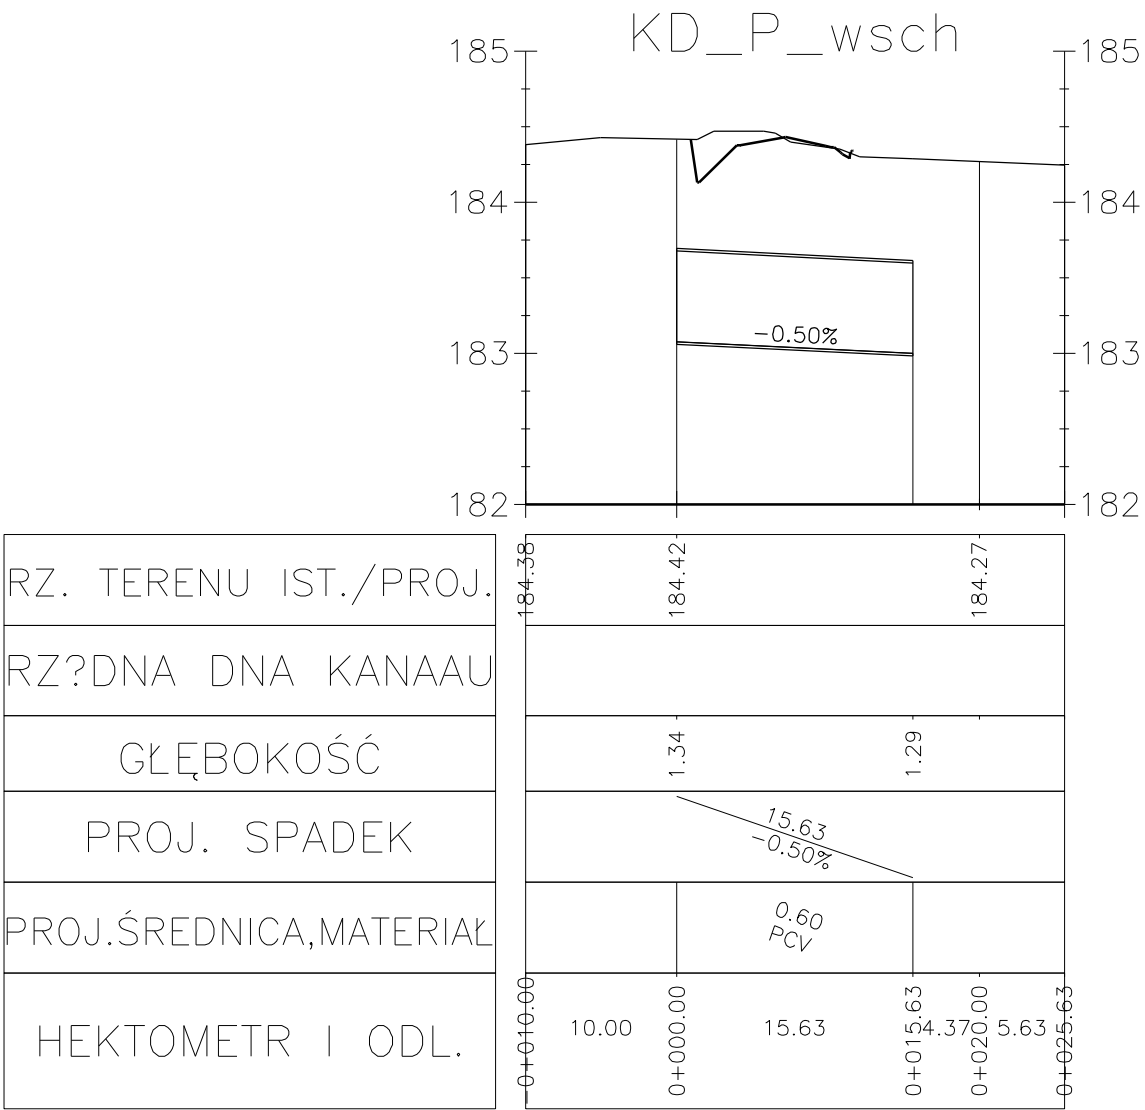 KD_P_wsch
185 185
184 184
183 183
182 182
-0.50%
RZ. TERENU IST./PROJ. 184.38 184.42 184.27
RZ?DNA DNA KANAAU
GŁĘBOKOŚĆ 1.34 1.29
PROJ. SPADEK 15.63
-0.50%
PROJ.ŚREDNICA,MATERIAŁ 0.60
PCV
HEKTOMETR I ODL. -0+010.00 10.00 0+000.00 15.63 0+015.63 4.37 0+020.00 5.63 0+025.63